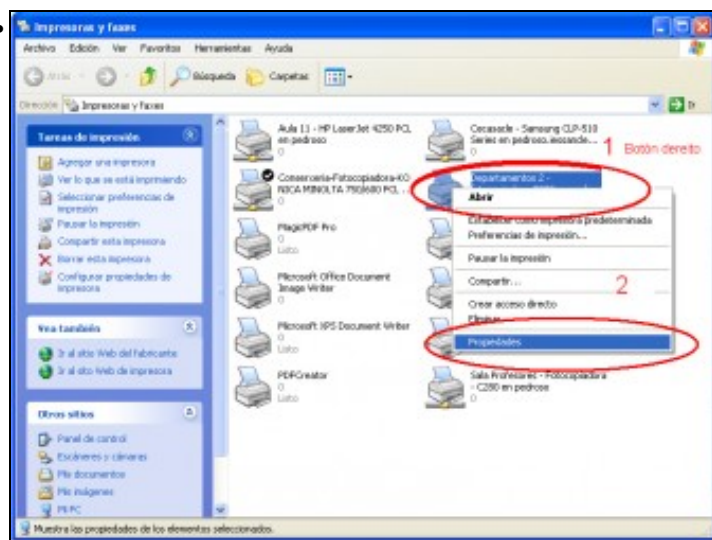 Impresoras y faxes
Archivo Edición Ver Favoritos Herramientas Ayuda
Atrás Búsqueda Carpetas
Dirección Impresoras y faxes Ir
Tareas de impresión
Agregar una impresora
Ver lo que se está imprimiendo
Seleccionar preferencias de
impresión
Pausar la impresión
Compartir esta impresora
Borrar esta impresora
Configurar propiedades de
impresora
Vea también
Ir al sitio Web del fabricante
Ir al sitio Web de impresora
Otros sitios
Panel de control
Escáneres y cámaras
Mis documentos
Mis imágenes
Mi PC
Aula 11 - HP LaserJet 4250 PCL
en pedroso
0
Conserxeria-Fotocopiadora-KO
NICA MINOLTA 750/600 PCL ...
0
MagicPDF Pro
0
Listo
Microsoft Office Document
Image Writer
0
Microsoft XPS Document Writer
0
Listo
PDFCreator
0
Listo
Series en pedroso.iessande...
0
1 Botón dereito
Departamentos 2 -
Abrir
Establecer como impresora predeterminada
Preferencias de impresión...
Pausar la impresión
Compartir...
2
Crear acceso directo
Eliminar
Propiedades
Sala Profesores - Fotocopiadora
- C280 en pedroso
0
Muestra las propiedades de los elementos seleccionados.